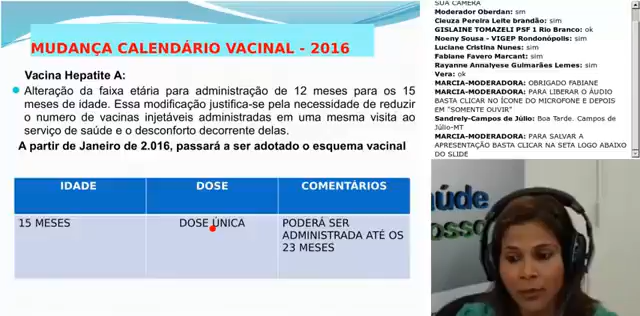 MUDANÇA CALENDÁRIO VACINAL - 2016
Vacina Hepatite A:
Alteração da faixa etária para administração de 12 meses para os 15
meses de idade. Essa modificação justifica-se pela necessidade de reduzir
o numero de vacinas injetáveis administradas em uma mesma visita ao
serviço de saúde e o desconforto decorrente delas.
A partir de Janeiro de 2.016, passará a ser adotado o esquema vacinal
IDADE DOSE COMENTÁRIOS
15 MESES DOSE ÚNICA PODERÁ SER
ADMINISTRADA ATÉ OS
23 MESES
SUA CÂMERA
Moderador Oberdan: sim
Cieuza Pereira Leite brandão: sim
GISLAINE TOMAZELI PSF 1 Rio Branco: ok
Noeny Sousa - VIGEP Rondonópolis: sim
Luciane Cristina Nunes: sim
Fabiane Favero Marcant: sim
Rayanne Annalyese Guimarães Lemes: sim
Vera: ok
MARCIA-MODERADORA: OBRIGADO FABIANE
MARCIA-MODERADORA: PARA LIBERAR O ÁUDIO
BASTA CLICAR NO ÍCONE DO MICROFONE E DEPOIS
EM "SOMENTE OUVIR"
Sandrely-Campos de Júlio: Boa Tarde. Campos de
Júlio-MT
MARCIA-MODERADORA: PARA SALVAR A
APRESENTAÇÃO BASTA CLICAR NA SETA LOGO ABAIXO
DO SLIDE